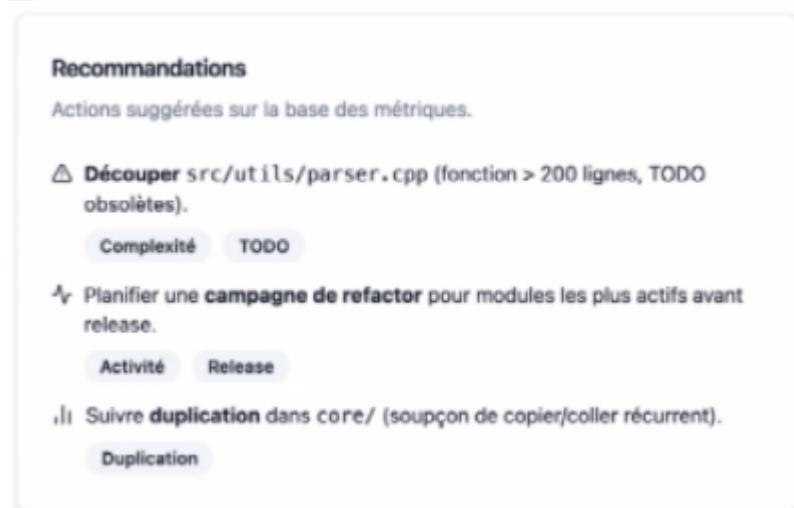 Recommandations
Actions suggérées sur la base des métriques.
Découper src/utils/parser.cpp (fonction > 200 lignes, TODO
obsolètes).
Complexité TODO
Planifier une campagne de refactor pour modules les plus actifs avant
release.
Activité Release
Suivre duplication dans core/ (soupçon de copier/coller récurrent).
Duplication